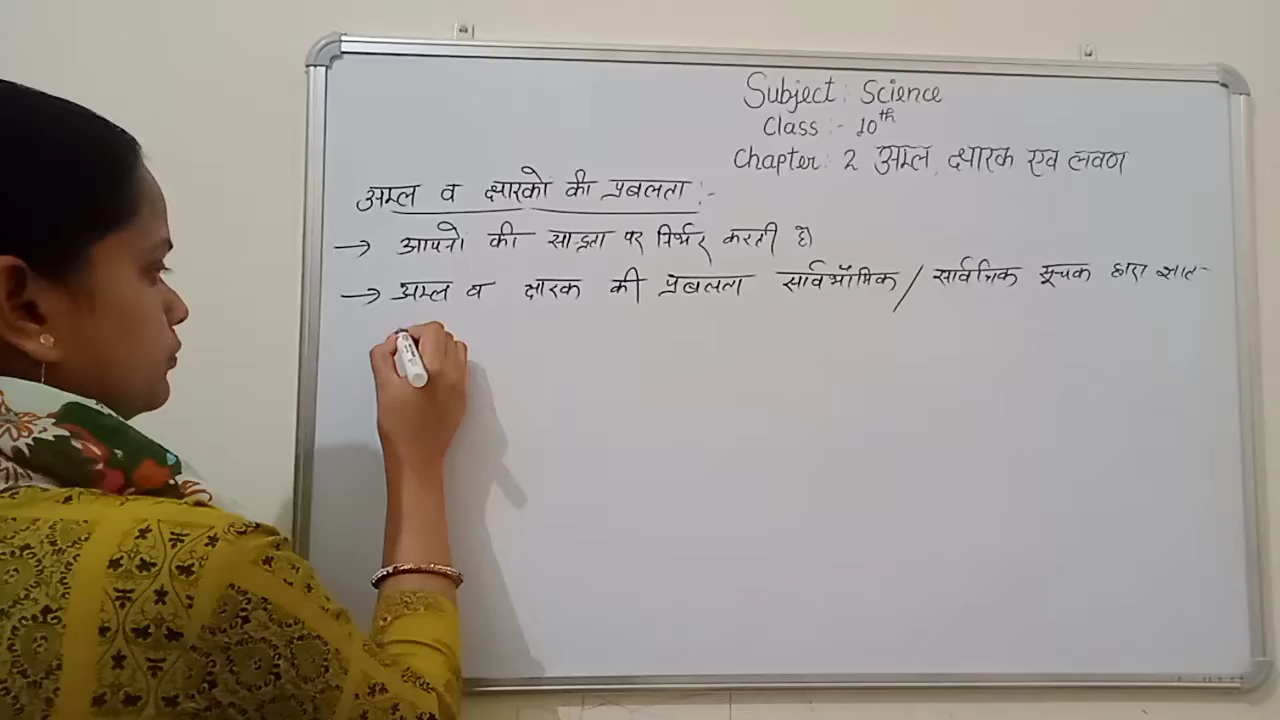 Subject: Science
Class :- 10th
Chapter: 2 अम्ल, क्षारक एव लवण
अम्ल व क्षारको की प्रबलता :-
→ आयनो की सान्द्रता पर निर्भर करती है।
→ अम्ल व क्षारक की प्रबलता सार्वभौमिक / सार्वत्रिक सूचक द्वारा ज्ञात-